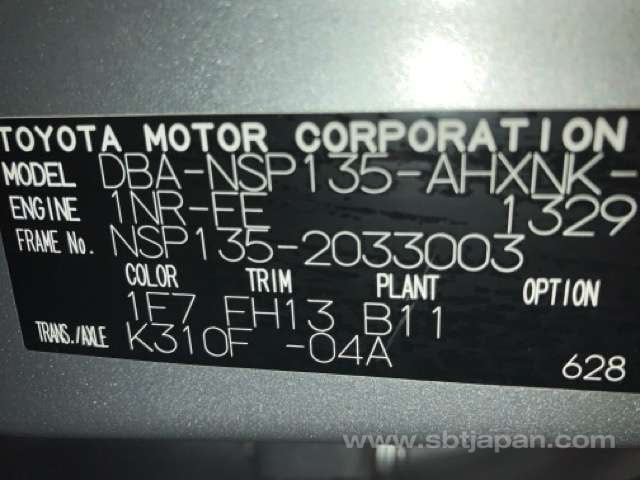 TOYOTA MOTOR CORPORATION
MODEL DBA-NSP135-AHXNK-
ENGINE 1NR-FE 1329
FRAME No. NSP135-2033003
COLOR TRIM PLANT OPTION
1F7 FH13 B11
TRANS./AXLE K310F -04A
628
www.sbtjapan.com